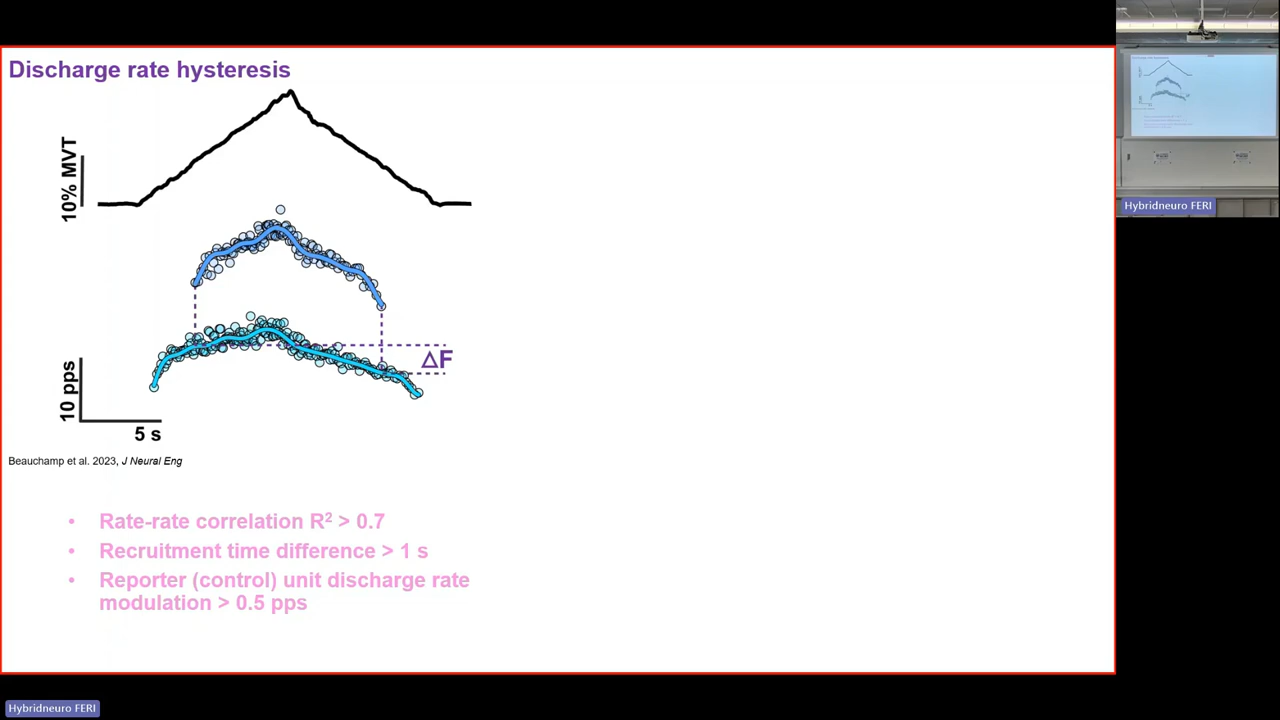 Discharge rate hysteresis
10% MVT
ΔF
10 pps
5 s
Beauchamp et al. 2023, J Neural Eng
• Rate-rate correlation R² > 0.7
• Recruitment time difference > 1 s
• Reporter (control) unit discharge rate
modulation > 0.5 pps
Hybridneuro FERI
Hybridneuro FERI